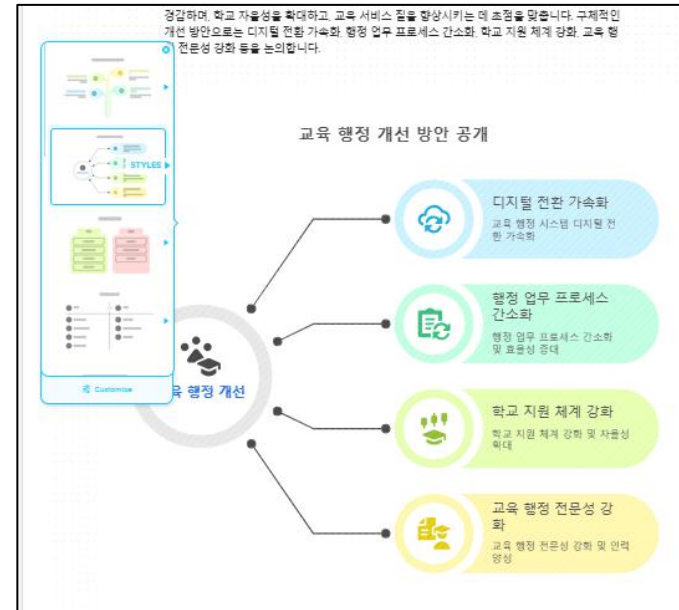 경감하며, 학교 자율성을 확대하고, 교육 서비스 질을 향상시키는 데 초점을 맞춥니다. 구체적인
개선 방안으로는 디지털 전환 가속화, 행정 업무 프로세스 간소화, 학교 지원 체계 강화, 교육 행
전문성 강화 등을 논의합니다.
교육 행정 개선 방안 공개
STYLES
Customize
육 행정 개선
디지털 전환 가속화
교육 행정 시스템 디지털 전
환 가속화
행정 업무 프로세스
간소화
행정 업무 프로세스 간소화
및 효율성 증대
학교 지원 체계 강화
학교 지원 체계 강화 및 자율성
확대
교육 행정 전문성 강
화
교육 행정 전문성 강화 및 인력
양성